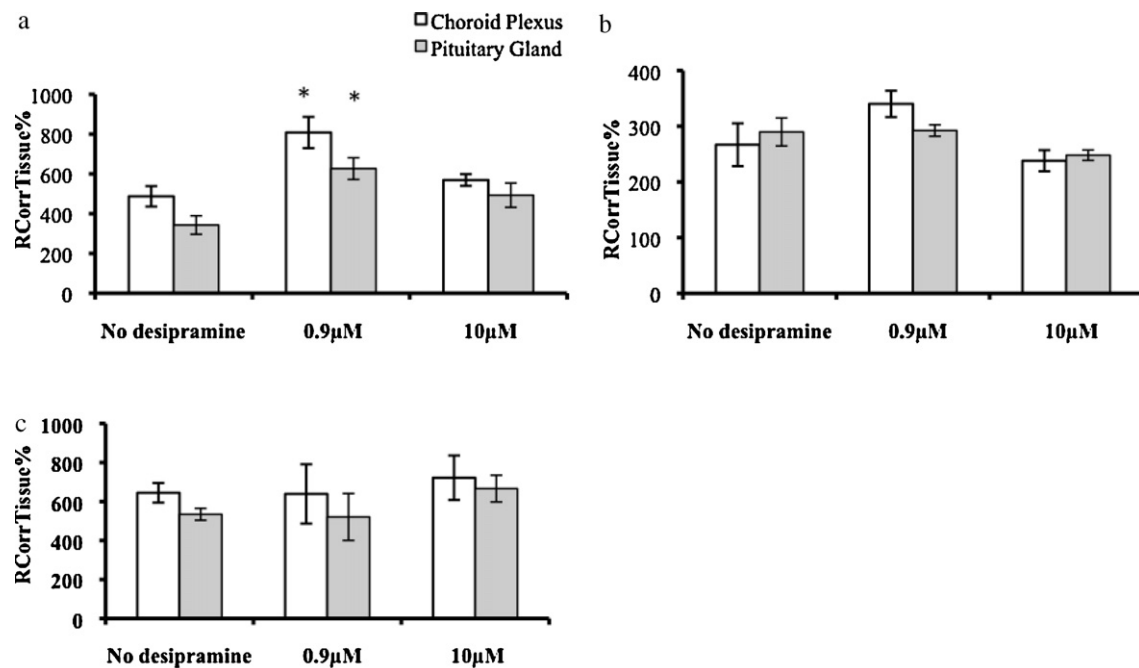 a
Choroid Plexus
Pituitary Gland
RCorrTissue%
1000
800
600
400
200
0
* *
No desipramine 0.9µM 10µM
b
RCorrTissue%
400
300
200
100
0
No desipramine 0.9µM 10µM
c
RCorrTissue%
1000
800
600
400
200
0
No desipramine 0.9µM 10µM